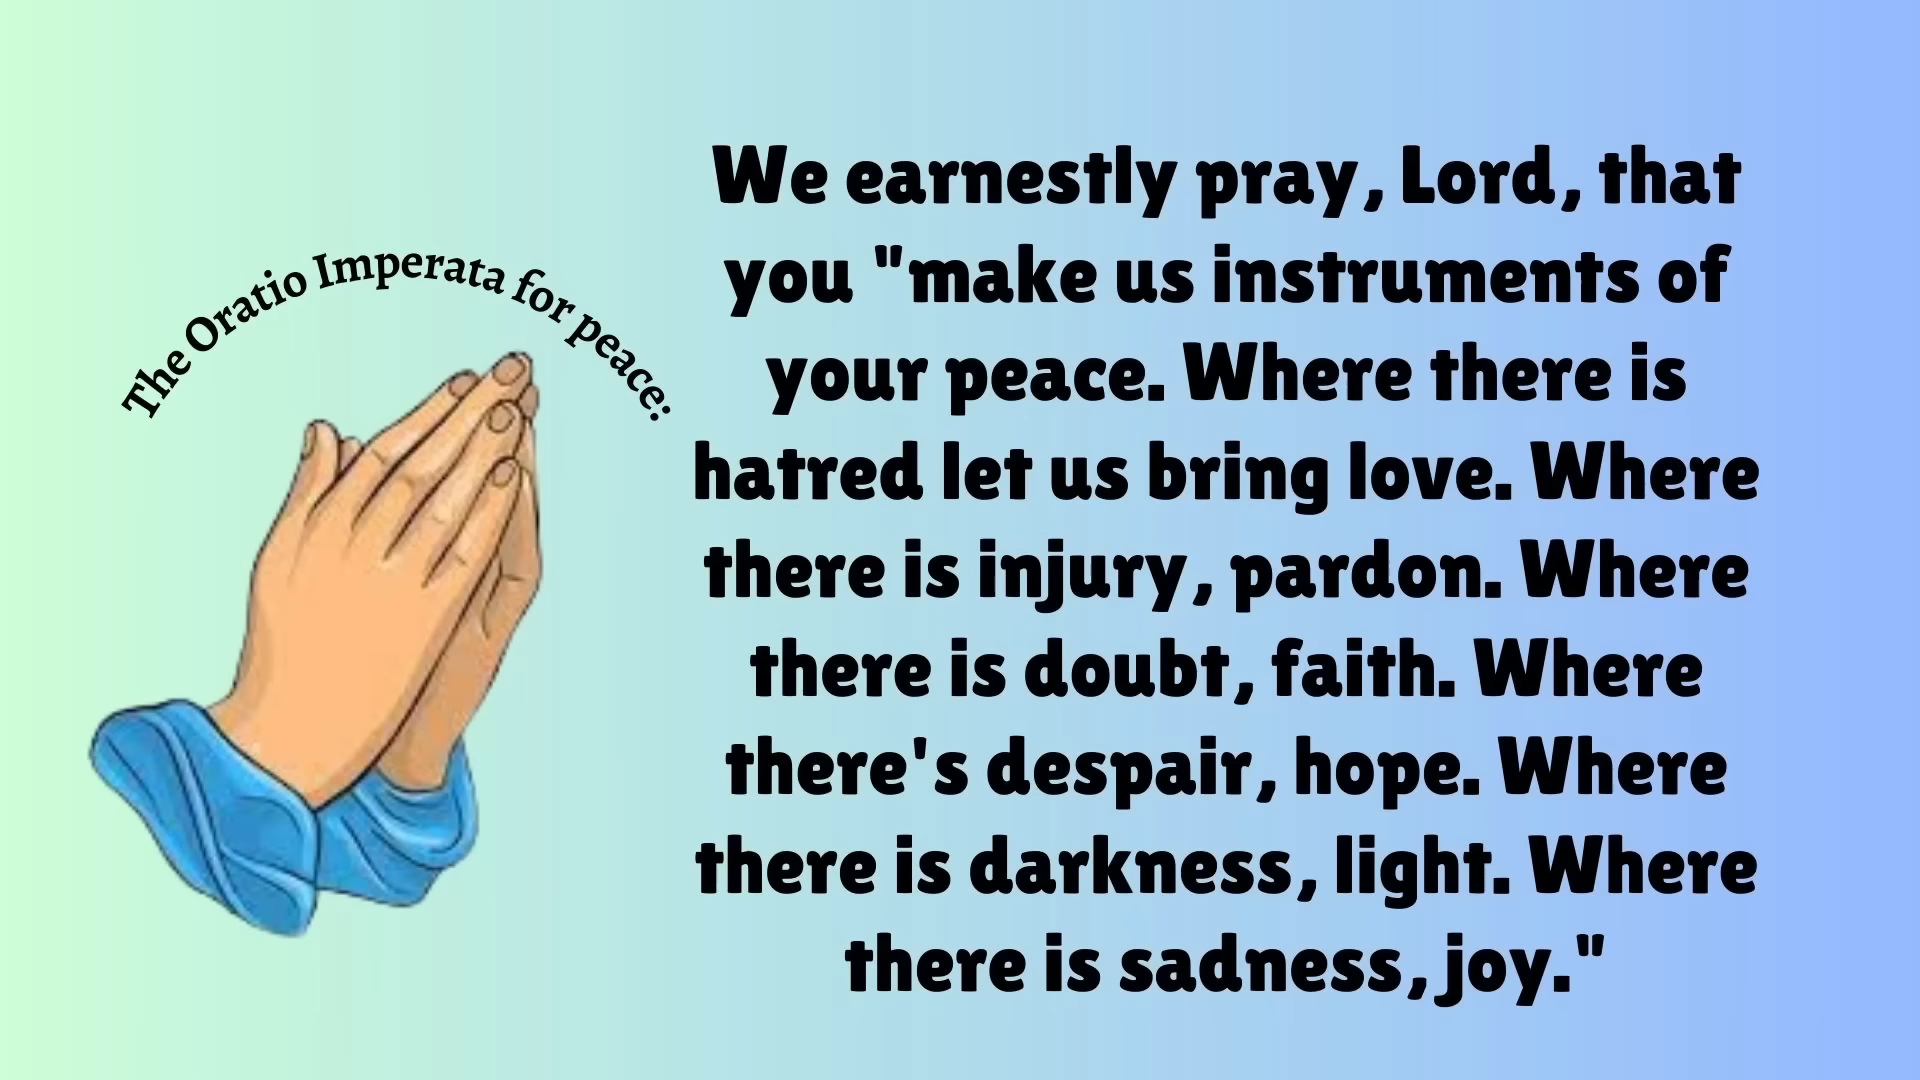 The Oratio Imperata for peace:
We earnestly pray, Lord, that
you "make us instruments of
your peace. Where there is
hatred let us bring love. Where
there is injury, pardon. Where
there is doubt, faith. Where
there's despair, hope. Where
there is darkness, light. Where
there is sadness, joy."